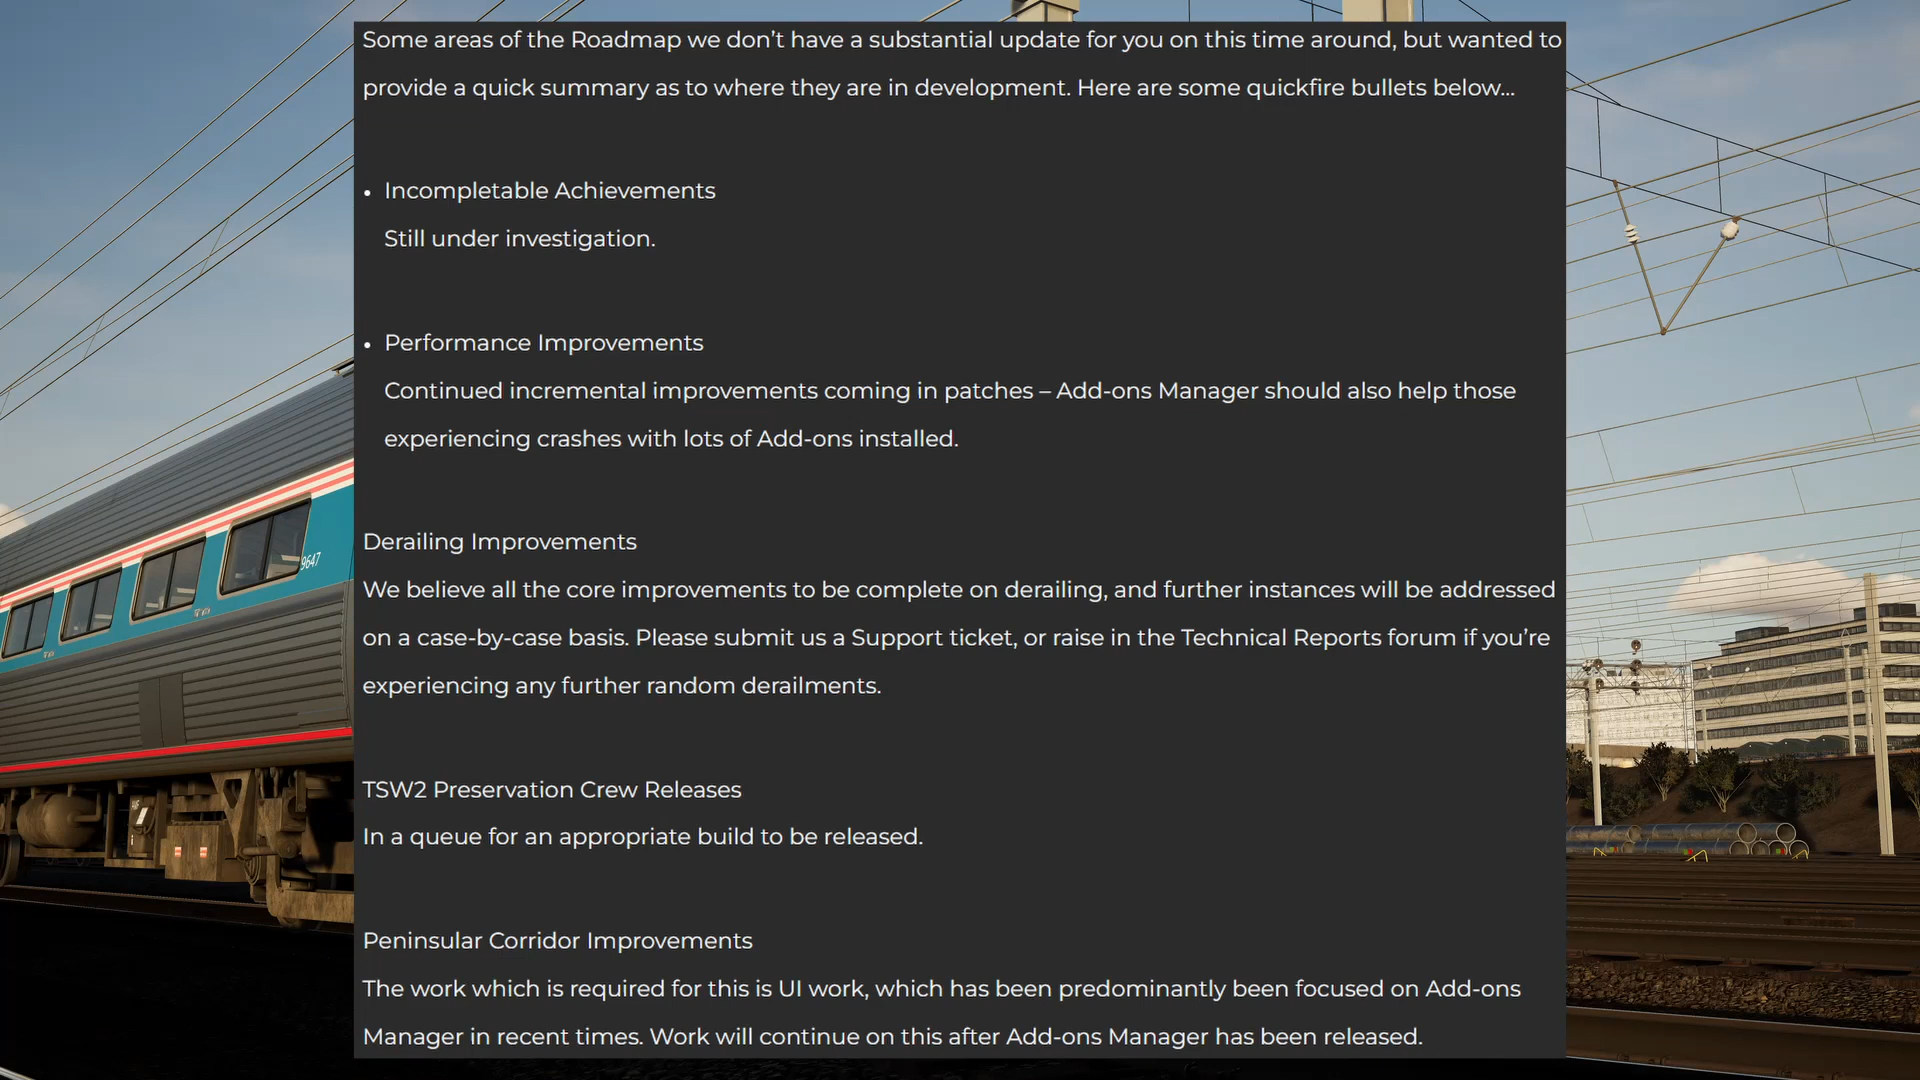 Some areas of the Roadmap we don't have a substantial update for you on this time around, but wanted to
provide a quick summary as to where they are in development. Here are some quickfire bullets below...
• Incompletable Achievements
Still under investigation.
• Performance Improvements
Continued incremental improvements coming in patches – Add-ons Manager should also help those
experiencing crashes with lots of Add-ons installed.
Derailing Improvements
We believe all the core improvements to be complete on derailing, and further instances will be addressed
on a case-by-case basis. Please submit us a Support ticket, or raise in the Technical Reports forum if you're
experiencing any further random derailments.
TSW2 Preservation Crew Releases
In a queue for an appropriate build to be released.
Peninsular Corridor Improvements
The work which is required for this is UI work, which has been predominantly been focused on Add-ons
Manager in recent times. Work will continue on this after Add-ons Manager has been released.
9647